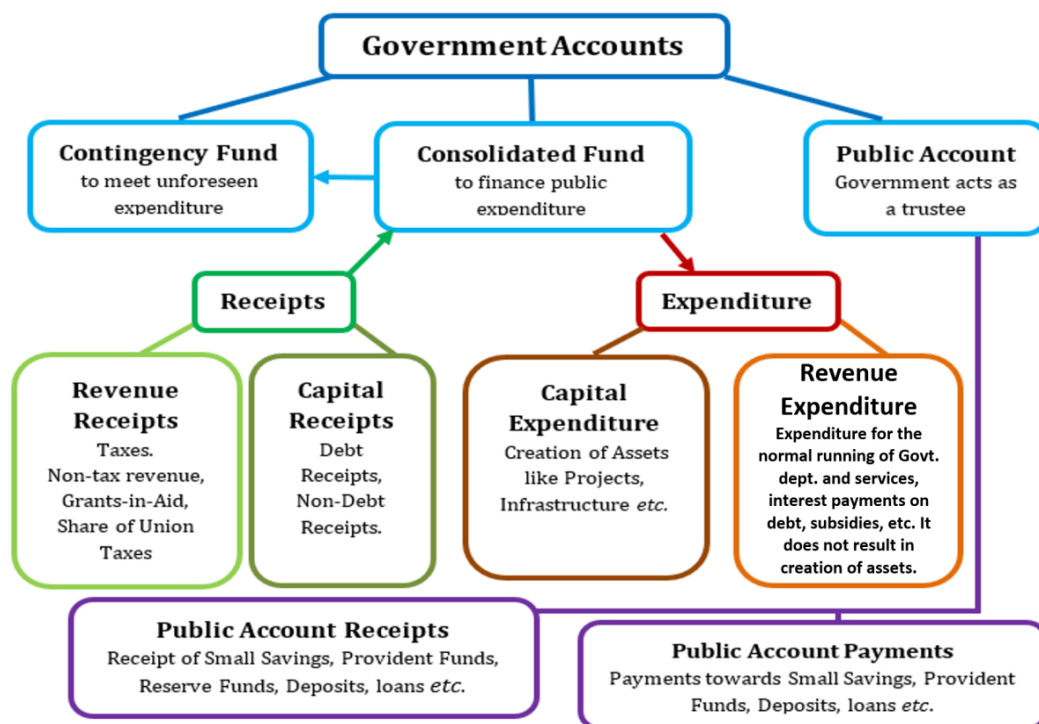 Government Accounts
Contingency Fund
to meet unforeseen
expenditure
Consolidated Fund
to finance public
expenditure
Public Account
Government acts as
a trustee
Receipts
Expenditure
Revenue
Receipts
Taxes.
Non-tax revenue,
Grants-in-Aid,
Share of Union
Taxes
Capital
Receipts
Debt
Receipts,
Non-Debt
Receipts.
Capital
Expenditure
Creation of Assets
like Projects,
Infrastructure etc.
Revenue
Expenditure
Expenditure for the
normal running of Govt.
dept. and services,
interest payments on
debt, subsidies, etc. It
does not result in
creation of assets.
Public Account Receipts
Receipt of Small Savings, Provident Funds,
Reserve Funds, Deposits, loans etc.
Public Account Payments
Payments towards Small Savings, Provident
Funds, Deposits, loans etc.